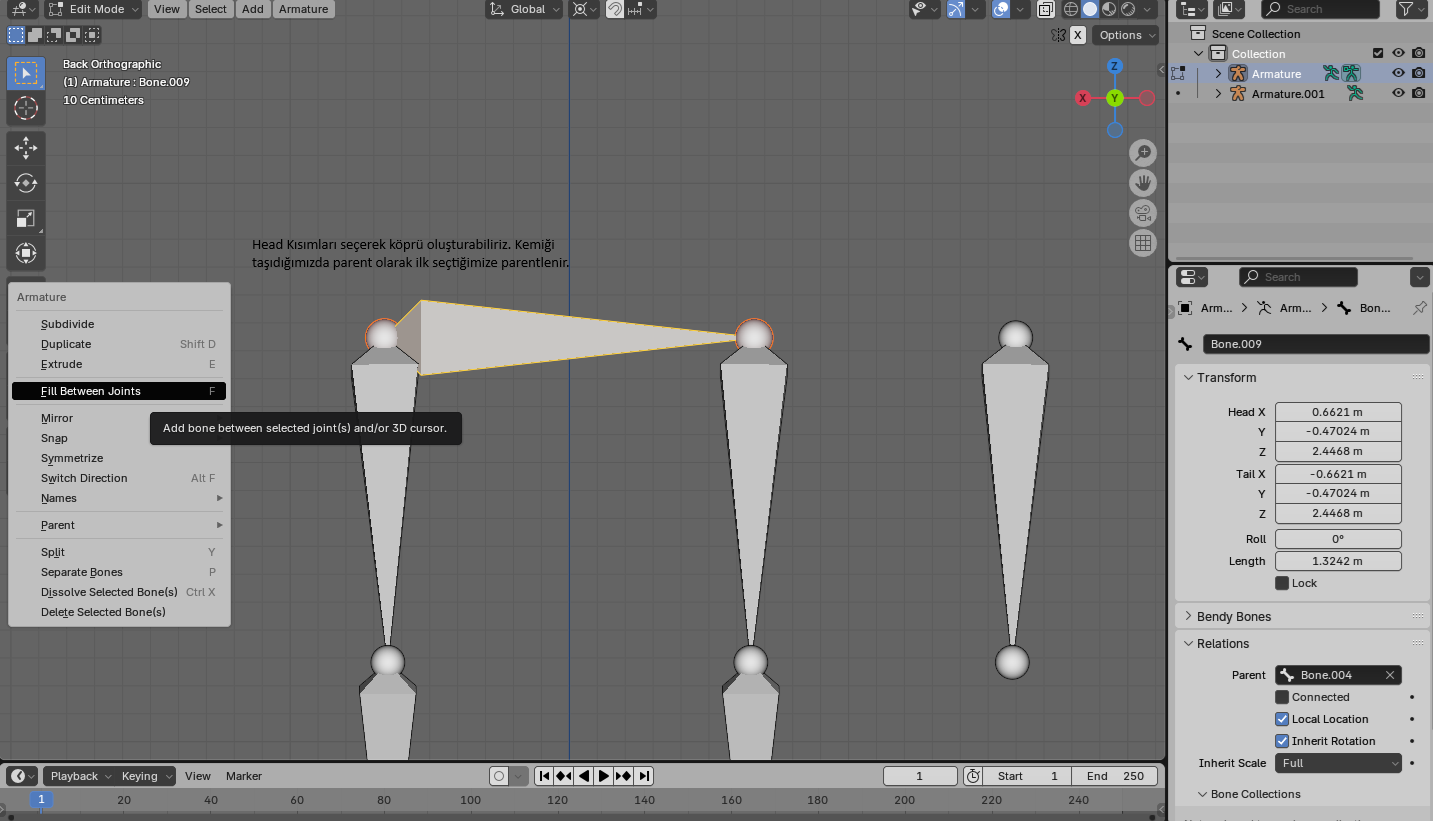 Edit Mode
View
Select
Add
Armature
Global
Search
Options
X
Back Orthographic
(1) Armature : Bone.009
10 Centimeters
Z
X
Y
Scene Collection
Collection
Armature
Armature.001
Head Kısımları seçerek köprü oluşturabiliriz. Kemiği
taşıdığımızda parent olarak ilk seçtiğimize parentlenir.
Armature
Subdivide
Duplicate Shift D
Extrude E
Fill Between Joints F
Mirror
Add bone between selected joint(s) and/or 3D cursor.
Snap
Symmetrize
Switch Direction Alt F
Names
Parent
Split Y
Separate Bones P
Dissolve Selected Bone(s) Ctrl X
Delete Selected Bone(s)
Search
Arm... Arm... Bon...
Bone.009
Transform
Head X 0.6621 m
Y -0.47024 m
Z 2.4468 m
Tail X -0.6621 m
Y -0.47024 m
Z 2.4468 m
Roll 0°
Length 1.3242 m
Lock
Bendy Bones
Relations
Parent Bone.004
Connected
Local Location
Inherit Rotation
Inherit Scale Full
Bone Collections
Playback Keying View Marker
1 Start 1 End 250
1 20 40 60 80 100 120 140 160 180 200 220 240